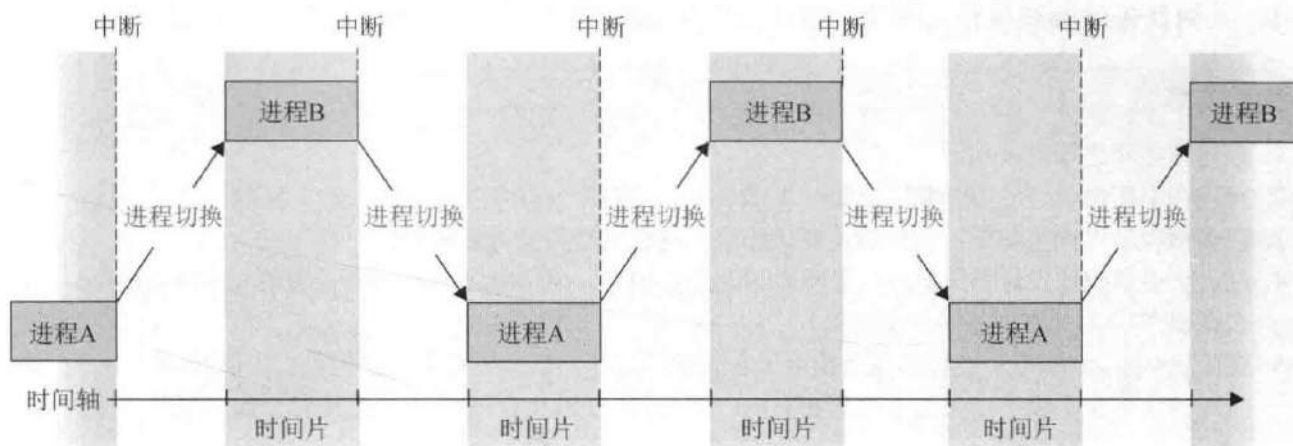 中断 中断 中断 中断 中断
进程B 进程B 进程B
进程切换 进程切换 进程切换 进程切换 进程切换
进程A 进程A 进程A
时间轴
时间片 时间片 时间片 时间片